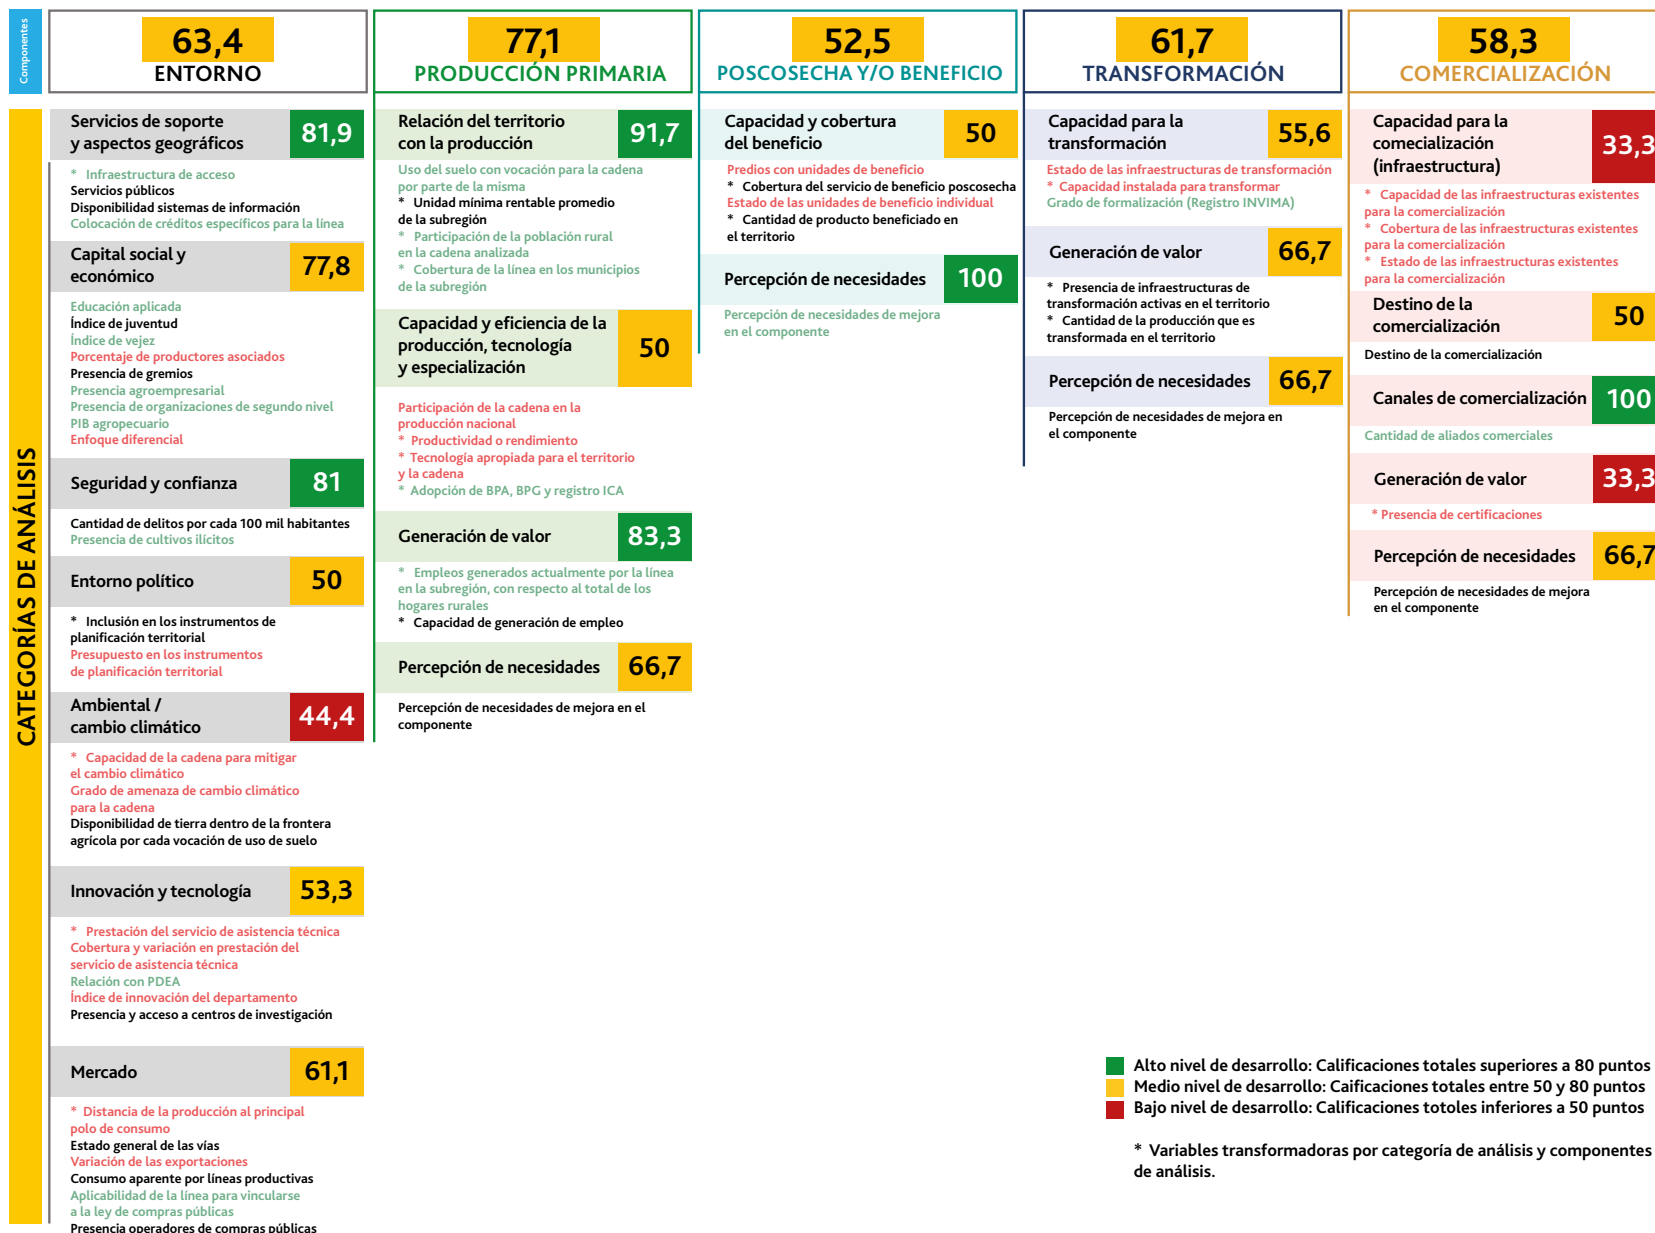 Componentes
63,4
ENTORNO
77,1
PRODUCCIÓN PRIMARIA
52,5
POSCOSECHA Y/O BENEFICIO
61,7
TRANSFORMACIÓN
58,3
COMERCIALIZACIÓN
CATEGORÍAS DE ANÁLISIS
Servicios de soporte
y aspectos geográficos
81,9
* Infraestructura de acceso
Servicios públicos
Disponibilidad sistemas de información
Colocación de créditos específicos para la línea
Capital social y
económico
77,8
Educación aplicada
Índice de juventud
Índice de vejez
Porcentaje de productores asociados
Presencia de gremios
Presencia agroempresarial
Presencia de organizaciones de segundo nivel
PIB agropecuario
Enfoque diferencial
Seguridad y confianza
81
Cantidad de delitos por cada 100 mil habitantes
Presencia de cultivos ilícitos
Entorno político
50
* Inclusión en los instrumentos de
planificación territorial
Presupuesto en los instrumentos
de planificación territorial
Ambiental /
cambio climático
44,4
* Capacidad de la cadena para mitigar
el cambio climático
Grado de amenaza de cambio climático
para la cadena
Disponibilidad de tierra dentro de la frontera
agrícola por cada vocación de uso de suelo
Innovación y tecnología
53,3
* Prestación del servicio de asistencia técnica
Cobertura y variación en prestación del
servicio de asistencia técnica
Relación con PDEA
Índice de innovación del departamento
Presencia y acceso a centros de investigación
Mercado
61,1
* Distancia de la producción al principal
polo de consumo
Estado general de las vías
Variación de las exportaciones
Consumo aparente por líneas productivas
Aplicabilidad de la línea para vincularse
a la ley de compras públicas
Presencia operadores de compras públicas
Relación del territorio
con la producción
91,7
Uso del suelo con vocación para la cadena
por parte de la misma
* Unidad mínima rentable promedio
de la subregión
* Participación de la población rural
en la cadena analizada
* Cobertura de la línea en los municipios
de la subregión
Capacidad y eficiencia de la
producción, tecnología
y especialización
50
Participación de la cadena en la
producción nacional
* Productividad o rendimiento
* Tecnología apropiada para el territorio
y la cadena
* Adopción de BPA, BPG y registro ICA
Generación de valor
83,3
* Empleos generados actualmente por la línea
en la subregión, con respecto al total de los
hogares rurales
* Capacidad de generación de empleo
Percepción de necesidades
66,7
Percepción de necesidades de mejora en el
componente
Capacidad y cobertura
del beneficio
50
Predios con unidades de beneficio
* Cobertura del servicio de beneficio poscosecha
Estado de las unidades de beneficio individual
* Cantidad de producto beneficiado en
el territorio
Percepción de necesidades
100
Percepción de necesidades de mejora
en el componente
Capacidad para la
transformación
55,6
Estado de las infraestructuras de transformación
* Capacidad instalada para transformar
Grado de formalización (Registro INVIMA)
Generación de valor
66,7
* Presencia de infraestructuras de
transformación activas en el territorio
* Cantidad de la producción que es
transformada en el territorio
Percepción de necesidades
66,7
Percepción de necesidades de mejora en
el componente
Capacidad para la
comecialización
(infraestructura)
33,3
* Capacidad de las infraestructuras existentes
para la comercialización
* Cobertura de las infraestructuras existentes
para la comercialización
* Estado de las infraestructuras existentes
para la comercialización
Destino de la
comercialización
50
Destino de la comercialización
Canales de comercialización
100
Cantidad de aliados comerciales
Generación de valor
33,3
* Presencia de certificaciones
Percepción de necesidades
66,7
Percepción de necesidades de mejora
en el componente
Alto nivel de desarrollo: Calificaciones totales superiores a 80 puntos
Medio nivel de desarrollo: Caificaciones totales entre 50 y 80 puntos
Bajo nivel de desarrollo: Calificaciones totoles inferiores a 50 puntos
* Variables transformadoras por categoría de análisis y componentes
de análisis.